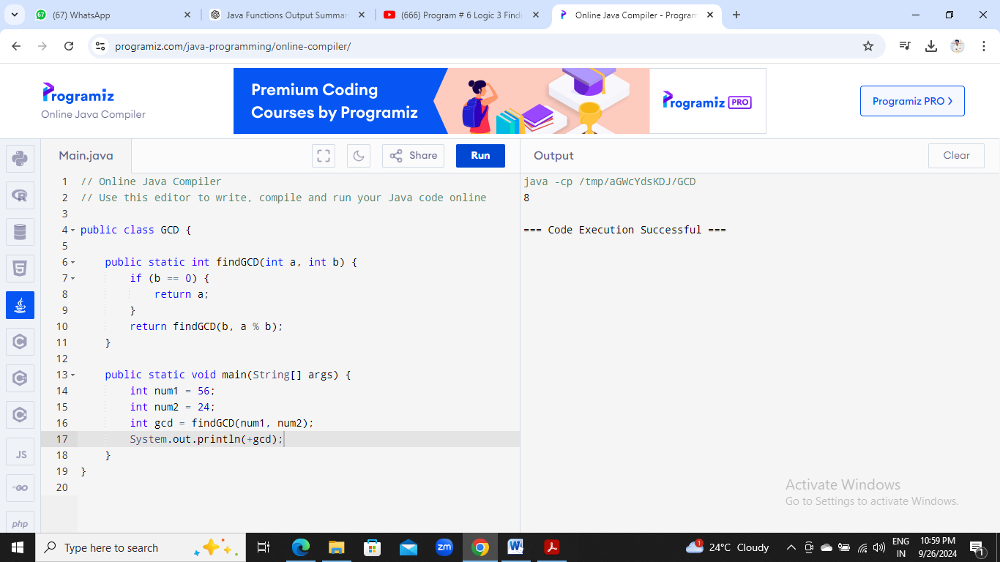 (67) WhatsApp
Java Functions Output Summar
(666) Program # 6 Logic 3 Findi
Online Java Compiler - Program
programiz.com/java-programming/online-compiler/
Programiz
Online Java Compiler
Premium Coding
Courses by Programiz
Programiz PRO
Programiz PRO >
Main.java
Share
Run
Output
Clear
1 // Online Java Compiler
2 // Use this editor to write, compile and run your Java code online
3
4 public class GCD {
5
6 public static int findGCD(int a, int b) {
7 if (b == 0) {
8 return a;
9 }
10 return findGCD(b, a % b);
11 }
12
13 public static void main(String[] args) {
14 int num1 = 56;
15 int num2 = 24;
16 int gcd = findGCD(num1, num2);
17 System.out.println(+gcd);
18 }
19 }
20
java -cp /tmp/aGWcYdsKDJ/GCD
8
=== Code Execution Successful ===
R
5
C
C
C
JS
GO
php
Activate Windows
Go to Settings to activate Windows.
Type here to search
zm
W
1
24°C Cloudy
ENG
IN
10:59 PM
9/26/2024
1